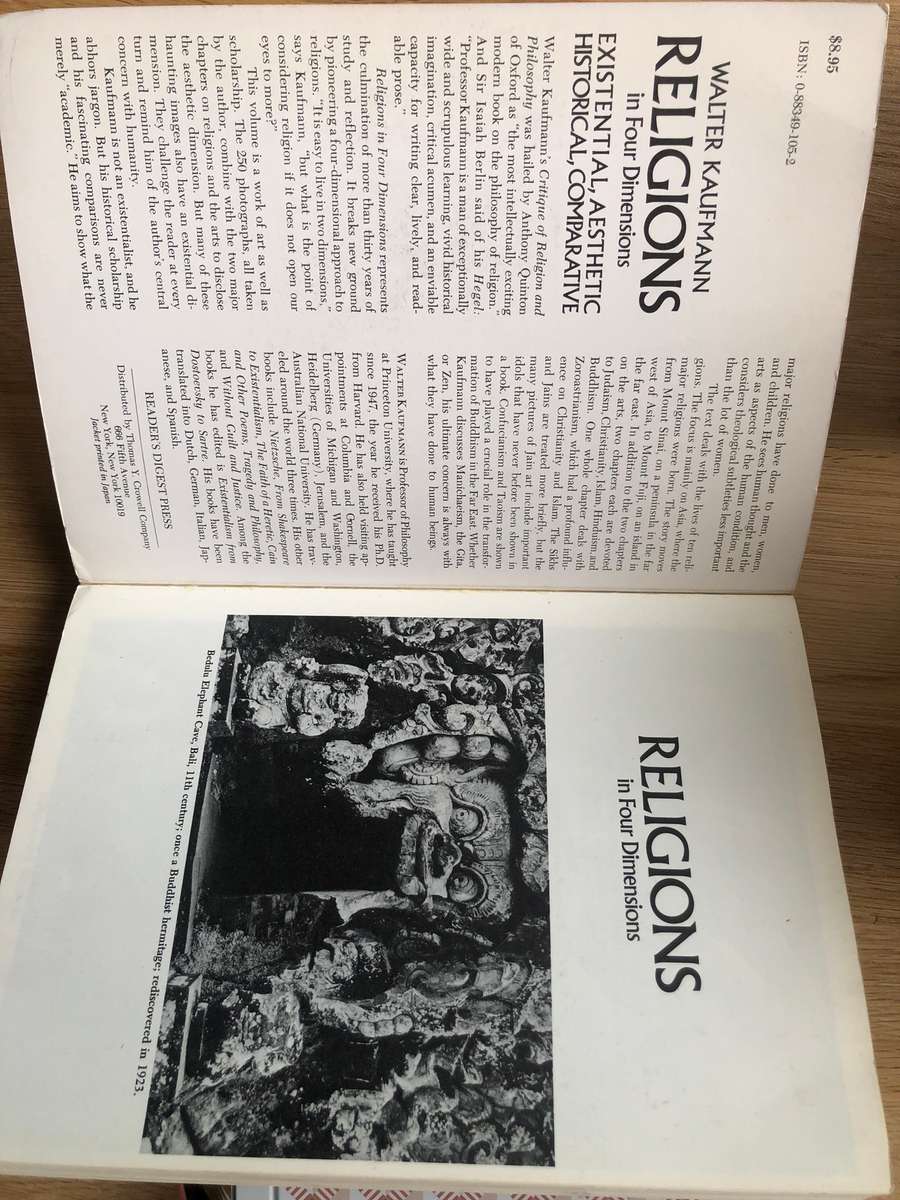 $8.95
ISBN: 0-88349-105-2
WALTER KAUFMANN
RELIGIONS
in Four Dimensions
EXISTENTIAL, AESTHETIC
HISTORICAL, COMPARATIVE
Walter Kaufmann's Critique of Religion and
Philosophy was hailed by Anthony Quinton
of Oxford as "the most intellectually exciting
modern book on the philosophy of religion."
And Sir Isaiah Berlin said of his Hegel:
"Professor Kaufmann is a man of exceptionally
wide and scrupulous learning, vivid historical
imagination, critical acumen, and an enviable
capacity for writing clear, lively, and read-
able prose."
Religions in Four Dimensions represents
the culmination of more than thirty years of
study and reflection. It breaks new ground
by pioneering a four-dimensional approach to
religions. "It is easy to live in two dimensions,"
says Kaufmann, "but what is the point of
considering religion if it does not open our
eyes to more?"
This volume is a work of art as well as
scholarship. The 250 photographs, all taken
by the author, combine with the two major
chapters on religions and the arts to disclose
the aesthetic dimension. But many of these
haunting images also have an existential di-
mension. They challenge the reader at every
turn and remind him of the author's central
concern with humanity.
Kaufmann is not an existentialist, and he
abhors jargon. But his historical scholarship
and his fascinating comparisons are never
merely "academic." He aims to show what the
major religions have done to men, women,
and children. He sees human thought and the
arts as aspects of the human condition, and
considers theological subtleties less important
than the lot of women.
The text deals with the lives of ten reli-
gions. The focus is mainly on Asia, where the
major religions were born. The story moves
from Mount Sinai, on a peninsula in the far
west of Asia, to Mount Fuji, on an island in
the far east. In addition to the two chapters
on the arts, two chapters each are devoted
to Judaism, Christianity, Islam, Hinduism, and
Buddhism. One whole chapter deals with
Zoroastrianism, which had a profound influ-
ence on Christianity and Islam. The Sikhs
and Jains are treated more briefly, but the
many pictures of Jain art include important
idols that have never before been shown in
a book. Confucianism and Taoism are shown
to have played a crucial role in the transfor-
mation of Buddhism in the Far East. Whether
Kaufmann discusses Manichaeism, the Gita,
or Zen, his ultimate concern is always with
what they have done to human beings.
WALTER KAUFMANN is Professor of Philosophy
at Princeton University, where he has taught
since 1947, the year he received his Ph.D.
from Harvard. He has also held visiting ap-
pointments at Columbia and Cornell, the
Universities of Michigan and Washington,
Heidelberg (Germany), Jerusalem, and the
Australian National University. He has trav-
eled around the world three times. His other
books include Nietzsche, From Shakespeare
to Existentialism, The Faith of a Heretic, Cain
and Other Poems, Tragedy and Philosophy,
and Without Guilt and Justice. Among the
books he has edited is Existentialism from
Dostoevsky to Sartre. His books have been
translated into Dutch, German, Italian, Jap-
anese, and Spanish.
READER'S DIGEST PRESS
Distributed by Thomas Y. Crowell Company
666 Fifth Avenue
New York, New York 10019
Jacket printed in Japan
RELIGIONS
in Four Dimensions
Bedulu Elephant Cave, Bali, 11th century; once a Buddhist hermitage; rediscovered in 1923.